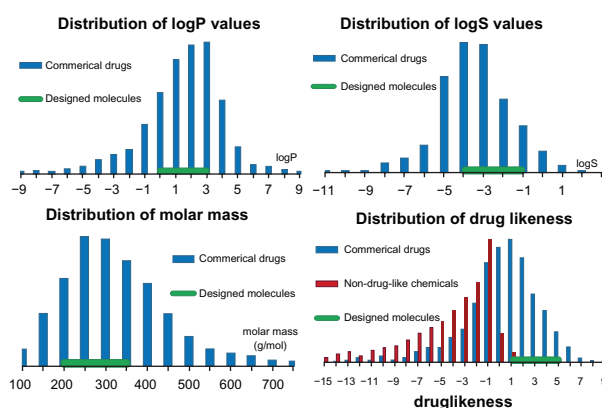 Distribution of logP values
Commerical drugs
Designed molecules
logP
−9 −7 −5 −3 −1 1 3 5 7 9
Distribution of logS values
Commerical drugs
Designed molecules
logS
−11 −9 −7 −5 −3 −1 1
Distribution of molar mass
Commerical drugs
Designed molecules
molar mass
(g/mol)
100 200 300 400 500 600 700
Distribution of drug likeness
Commerical drugs
Non-drug-like chemicals
Designed molecules
−15 −13 −11 −9 −7 −5 −3 −1 1 3 5 7 9
druglikeness